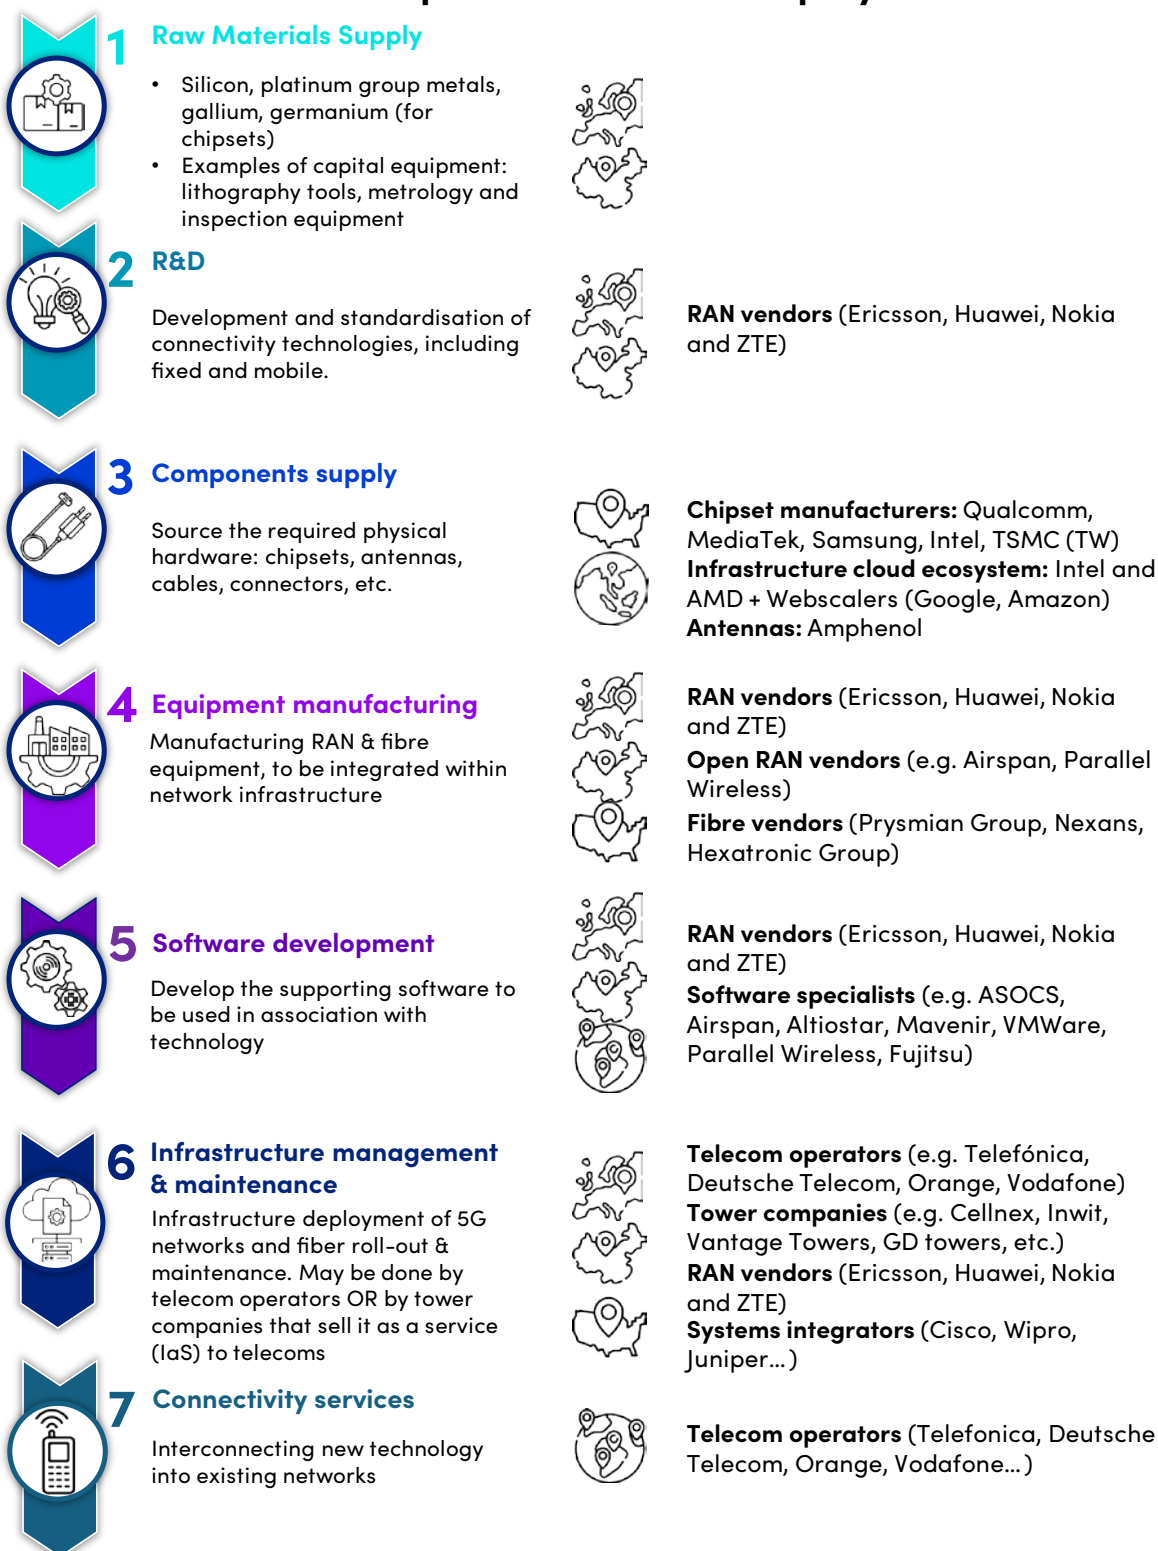 1 Raw Materials Supply
• Silicon, platinum group metals,
gallium, germanium (for
chipsets)
• Examples of capital equipment:
lithography tools, metrology and
inspection equipment
2 R&D
Development and standardisation of
connectivity technologies, including
fixed and mobile.
RAN vendors (Ericsson, Huawei, Nokia
and ZTE)
3 Components supply
Source the required physical
hardware: chipsets, antennas,
cables, connectors, etc.
Chipset manufacturers: Qualcomm,
MediaTek, Samsung, Intel, TSMC (TW)
Infrastructure cloud ecosystem: Intel and
AMD + Webscalers (Google, Amazon)
Antennas: Amphenol
4 Equipment manufacturing
Manufacturing RAN & fibre
equipment, to be integrated within
network infrastructure
RAN vendors (Ericsson, Huawei, Nokia
and ZTE)
Open RAN vendors (e.g. Airspan, Parallel
Wireless)
Fibre vendors (Prysmian Group, Nexans,
Hexatronic Group)
5 Software development
Develop the supporting software to
be used in association with
technology
RAN vendors (Ericsson, Huawei, Nokia
and ZTE)
Software specialists (e.g. ASOCS,
Airspan, Altiostar, Mavenir, VMWare,
Parallel Wireless, Fujitsu)
6 Infrastructure management
& maintenance
Infrastructure deployment of 5G
networks and fiber roll-out &
maintenance. May be done by
telecom operators OR by tower
companies that sell it as a service
(IaS) to telecoms
Telecom operators (e.g. Telefónica,
Deutsche Telecom, Orange, Vodafone)
Tower companies (e.g. Cellnex, Inwit,
Vantage Towers, GD towers, etc.)
RAN vendors (Ericsson, Huawei, Nokia
and ZTE)
Systems integrators (Cisco, Wipro,
Juniper...)
7 Connectivity services
Interconnecting new technology
into existing networks
Telecom operators (Telefonica, Deutsche
Telecom, Orange, Vodafone...)